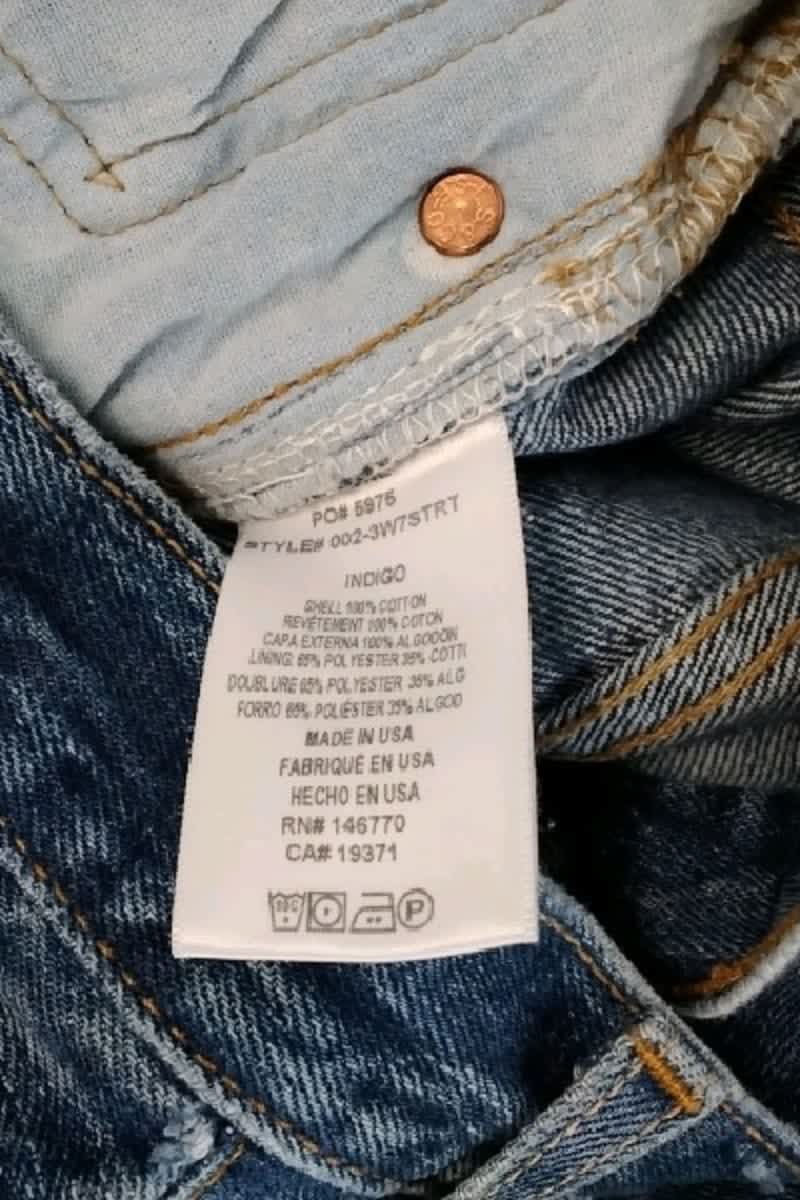 PO# 5975
STYLE# 002-3W7STRT
INDIGO
SHELL 100% COTTON
REVÊTEMENT 100% COTON
CAPA EXTERNA 100% ALGODÓN
LINING: 65% POLYESTER 35% COTT
DOUBLURE 65% POLYESTER 35% ALG
FORRO 65% POLIÉSTER 35% ALGOD
MADE IN USA
FABRIQUÉ EN USA
HECHO EN USA
RN# 146770
CA# 19371
P